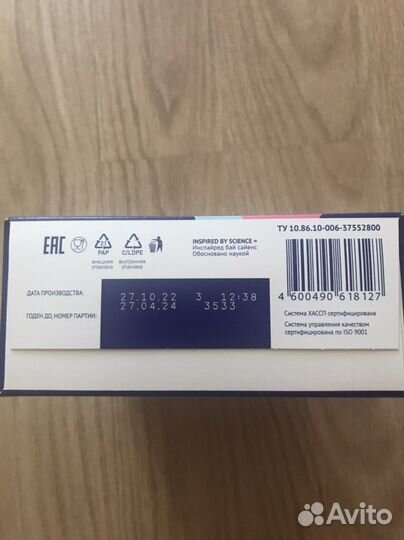 ТУ 10.86.10-006-37552800
EAC
21
PAP
внешняя
упаковка
C/LDPE
внутренняя
упаковка
INSPIRED BY SCIENCE =
Инспайред бай сайенс
Обосновано наукой
ДАТА ПРОИЗВОДСТВА:
27.10.22 3 12:38
ГОДЕН ДО, НОМЕР ПАРТИИ:
27.04.24 3533
4 600490 618127
Система ХАССП сертифицирована
Система управления качеством
сертифицирована по ISO 9001
Avito